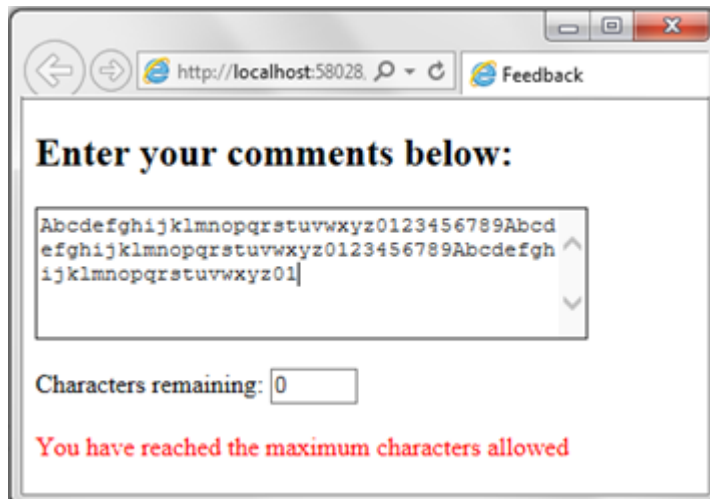 http://localhost:58028,
Feedback
Enter your comments below:
Abcdefghijklmnopqrstuvwxyz0123456789Abcd
efghijklmnopqrstuvwxyz0123456789Abcdefgh
ijklmnopqrstuvwxyz01
Characters remaining: 0
You have reached the maximum characters allowed